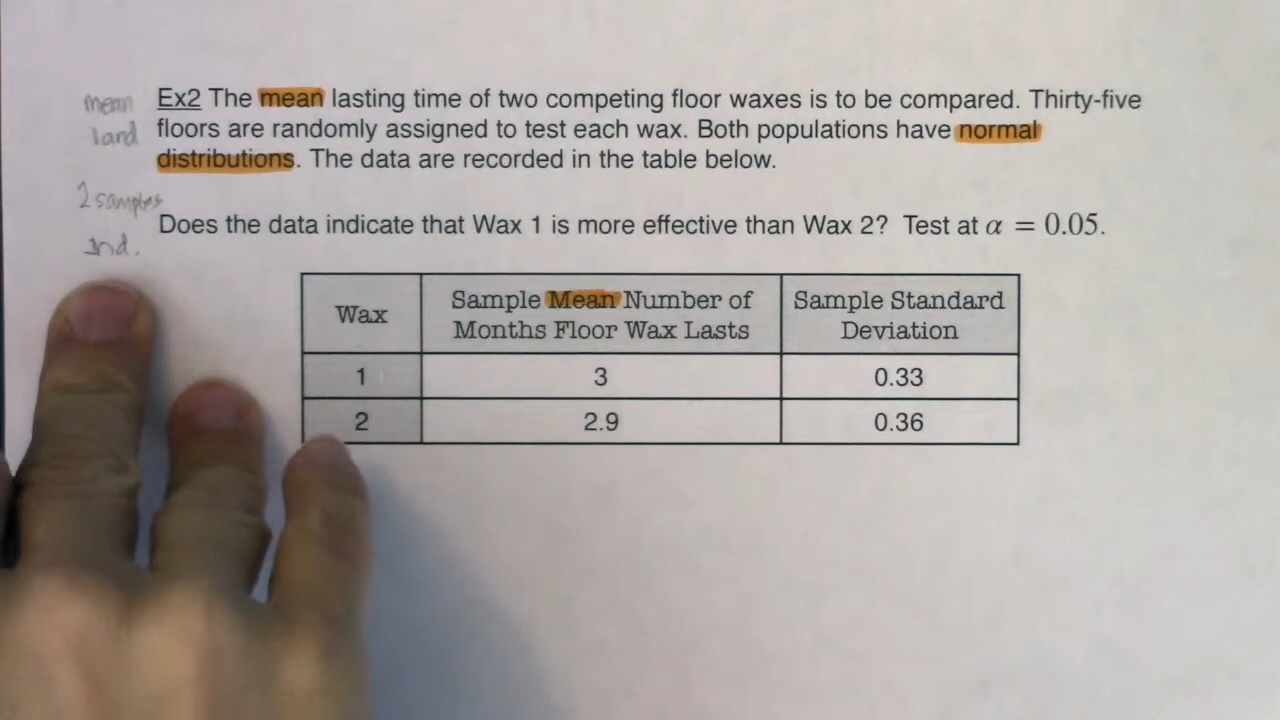 mean
land
2 samples
Ind.
Ex2 The mean lasting time of two competing floor waxes is to be compared. Thirty-five
floors are randomly assigned to test each wax. Both populations have normal
distributions. The data are recorded in the table below.
Does the data indicate that Wax 1 is more effective than Wax 2? Test at α = 0.05.
Wax
Sample Mean Number of
Months Floor Wax Lasts
Sample Standard
Deviation
1 3 0.33
2 2.9 0.36